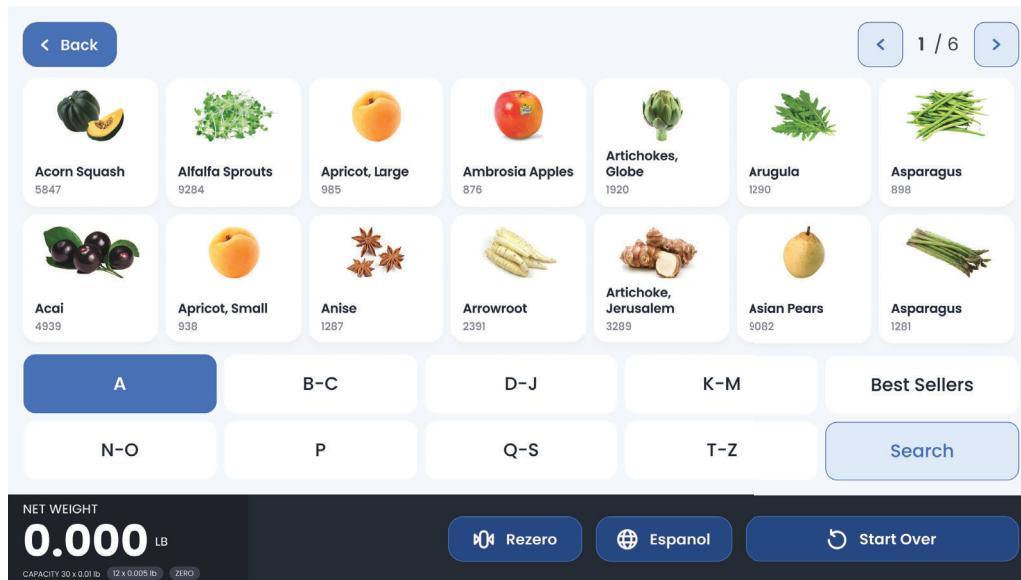 Back
1 / 6
Acorn Squash
5847
Alfalfa Sprouts
9284
Apricot, Large
985
Ambrosia Apples
876
Artichokes,
Globe
1920
Arugula
1290
Asparagus
898
Acai
4939
Apricot, Small
938
Anise
1287
Arrowroot
2391
Artichoke,
Jerusalem
3289
Asian Pears
9082
Asparagus
1281
A
B-C
D-J
K-M
Best Sellers
N-O
P
Q-S
T-Z
Search
NET WEIGHT
0.000 LB
CAPACITY 30 x 0.01 lb 12 x 0.005 lb ZERO
Rezero
Espanol
Start Over